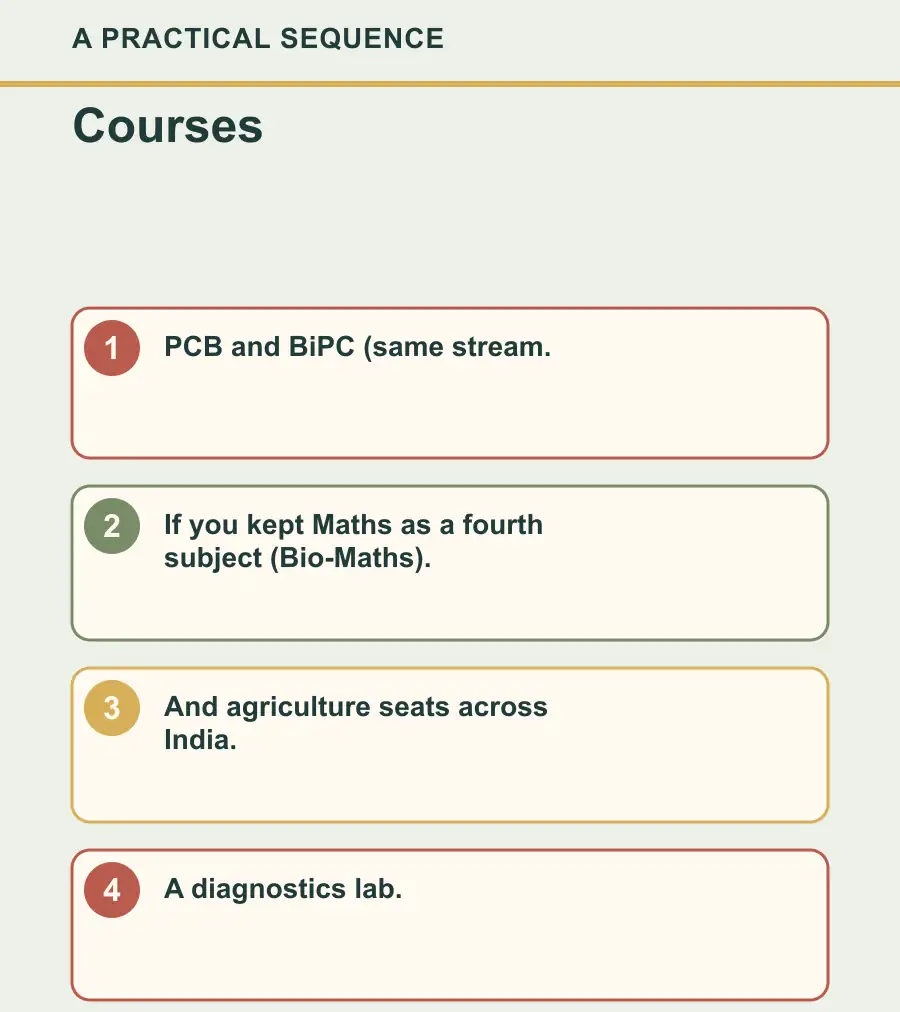 A PRACTICAL SEQUENCE
Courses
1
PCB and BiPC (same stream.
2
If you kept Maths as a fourth
subject (Bio-Maths).
3
And agriculture seats across
India.
4
A diagnostics lab.